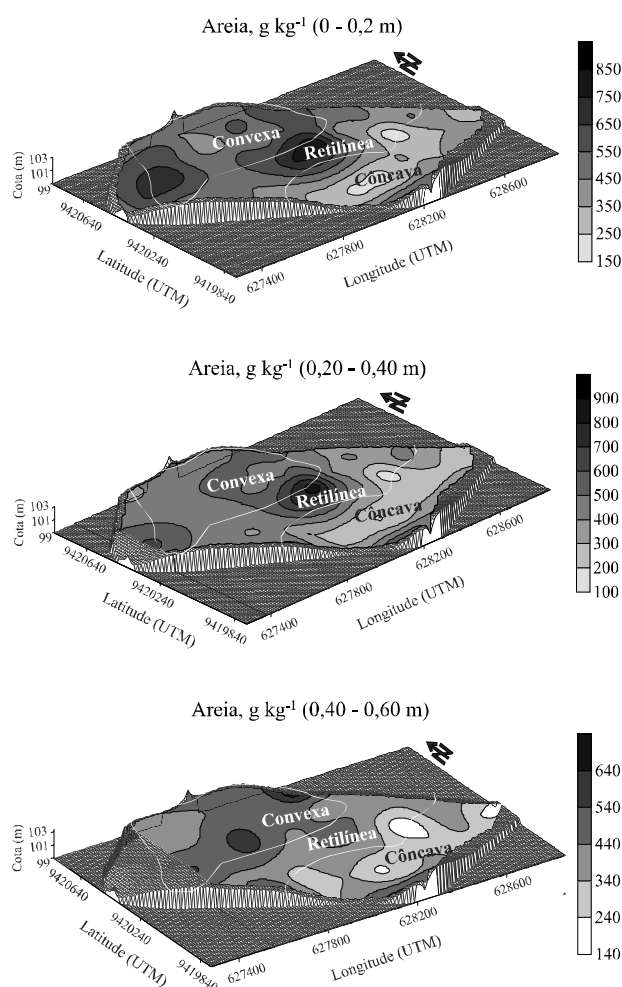 Areia, g kg-1 (0 - 0,2 m)
N
Convexa
Retilínea
Côncava
Cota (m)
103
101
99
9420640
9420240
9419840
Latitude (UTM)
627400
627800
628200
628600
Longitude (UTM)
850
750
650
550
450
350
250
150
Areia, g kg-1 (0,20 - 0,40 m)
N
Convexa
Retilínea
Côncava
Cota (m)
103
101
99
9420640
9420240
9419840
Latitude (UTM)
627400
627800
628200
628600
Longitude (UTM)
900
800
700
600
500
400
300
200
100
Areia, g kg-1 (0,40 - 0,60 m)
N
Convexa
Retilínea
Côncava
Cota (m)
103
101
99
9420640
9420240
9419840
Latitude (UTM)
627400
627800
628200
628600
Longitude (UTM)
640
540
440
340
240
140